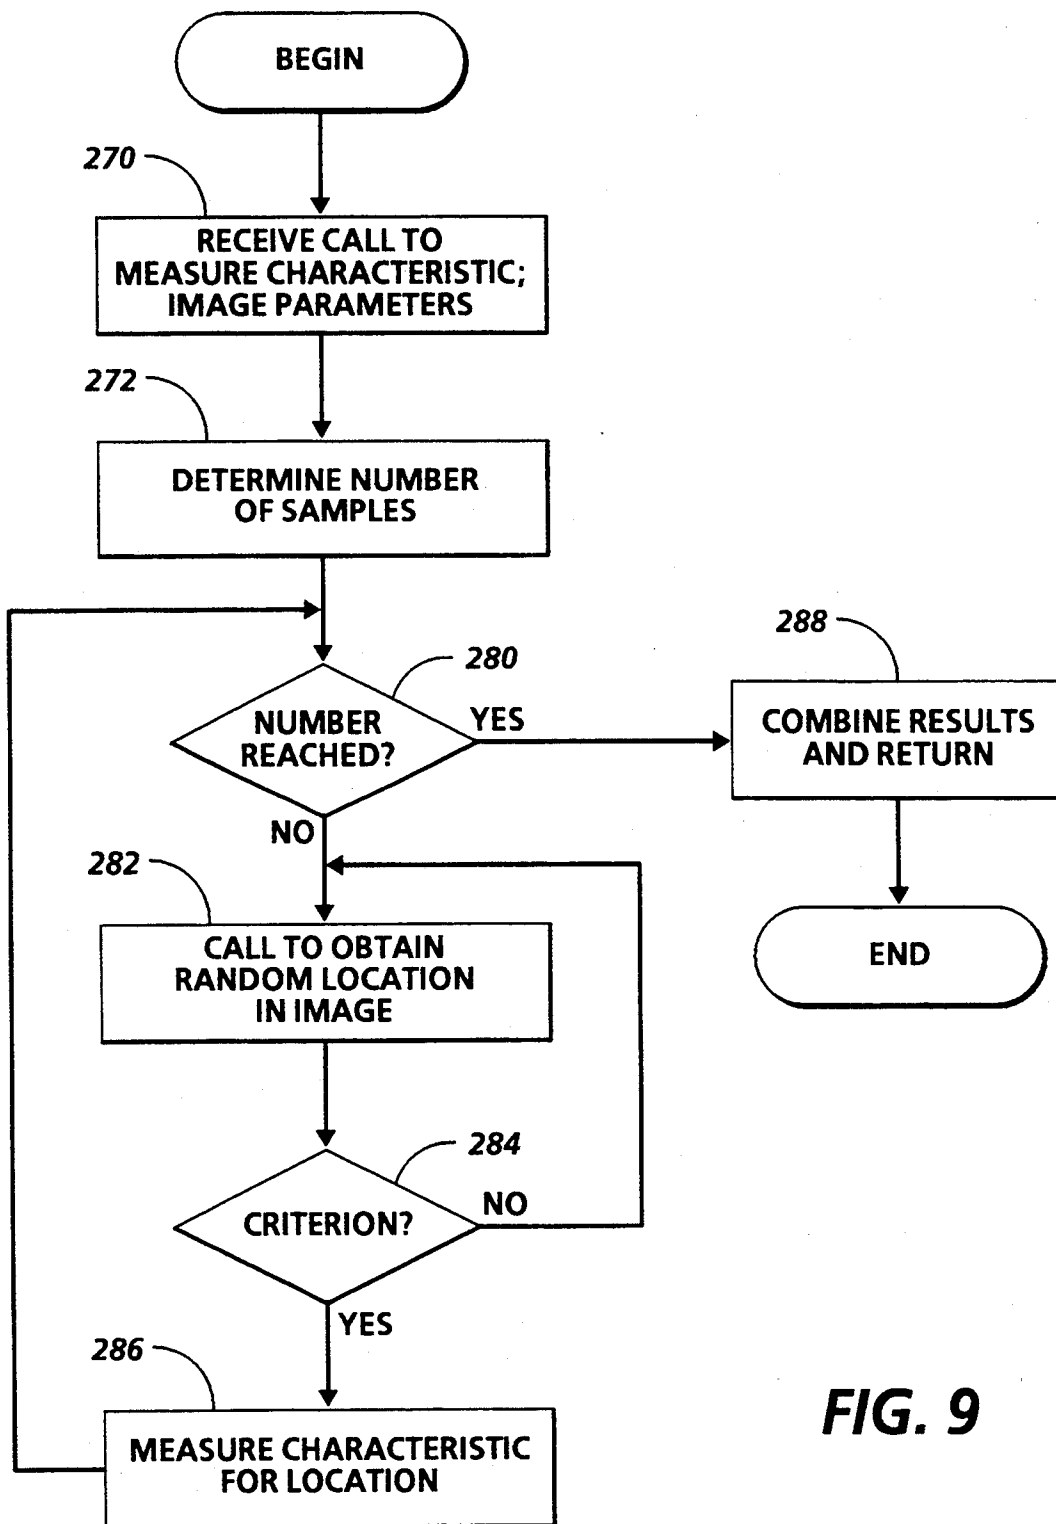 BEGIN
270
RECEIVE CALL TO
MEASURE CHARACTERISTIC;
IMAGE PARAMETERS
272
DETERMINE NUMBER
OF SAMPLES
280
NUMBER
REACHED?
YES
NO
288
COMBINE RESULTS
AND RETURN
END
282
CALL TO OBTAIN
RANDOM LOCATION
IN IMAGE
284
CRITERION?
NO
YES
286
MEASURE CHARACTERISTIC
FOR LOCATION
FIG. 9